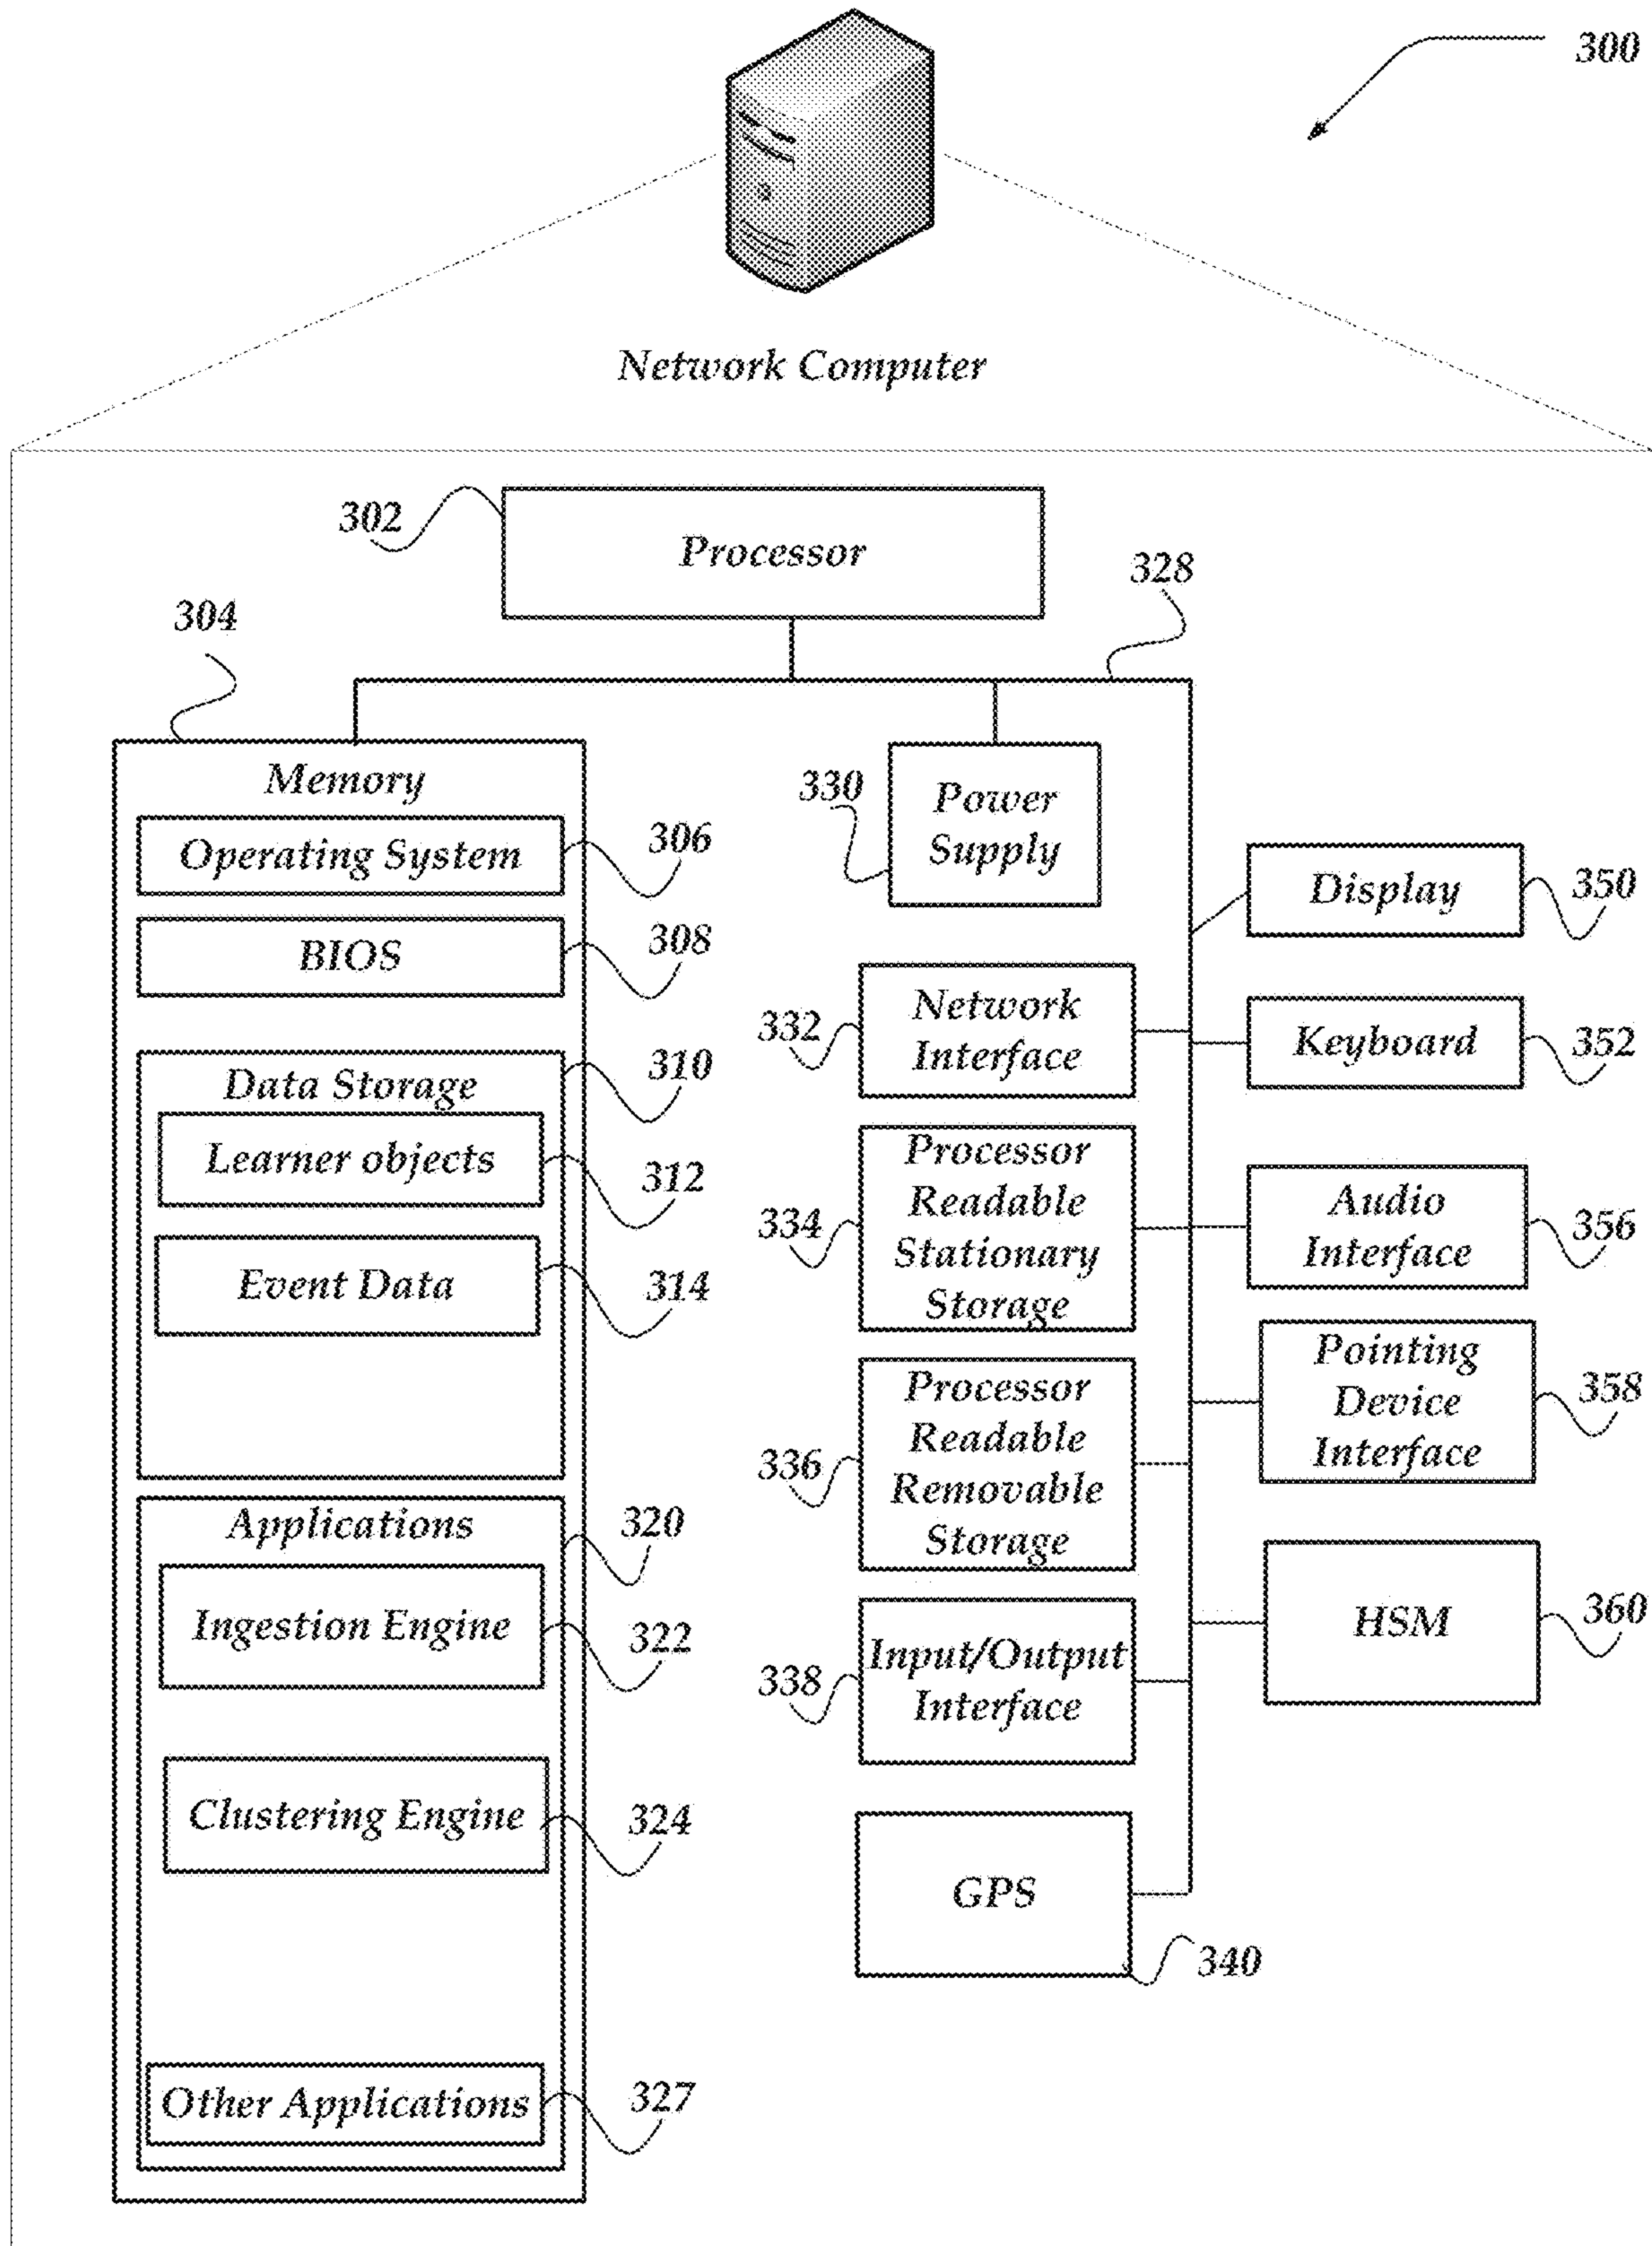 300
Network Computer
302
Processor
328
304
Memory
Operating System
306
BIOS
308
Data Storage
310
Learner objects
312
Event Data
314
Applications
320
Ingestion Engine
322
Clustering Engine
324
Other Applications
327
330
Power
Supply
332
Network
Interface
334
Processor
Readable
Stationary
Storage
336
Processor
Readable
Removable
Storage
338
Input/Output
Interface
GPS
340
Display
350
Keyboard
352
Audio
Interface
356
Pointing
Device
Interface
358
HSM
360